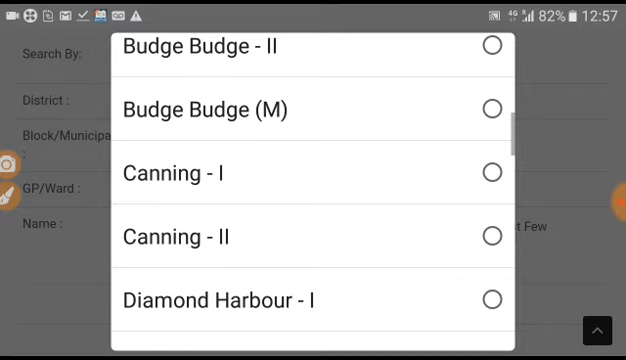 4G 82% 12:57
Search By:
Budge Budge - II
District :
Budge Budge (M)
Block/Municipa
:
Canning - I
GP/Ward :
Name :
t Few
Canning - II
Diamond Harbour - I